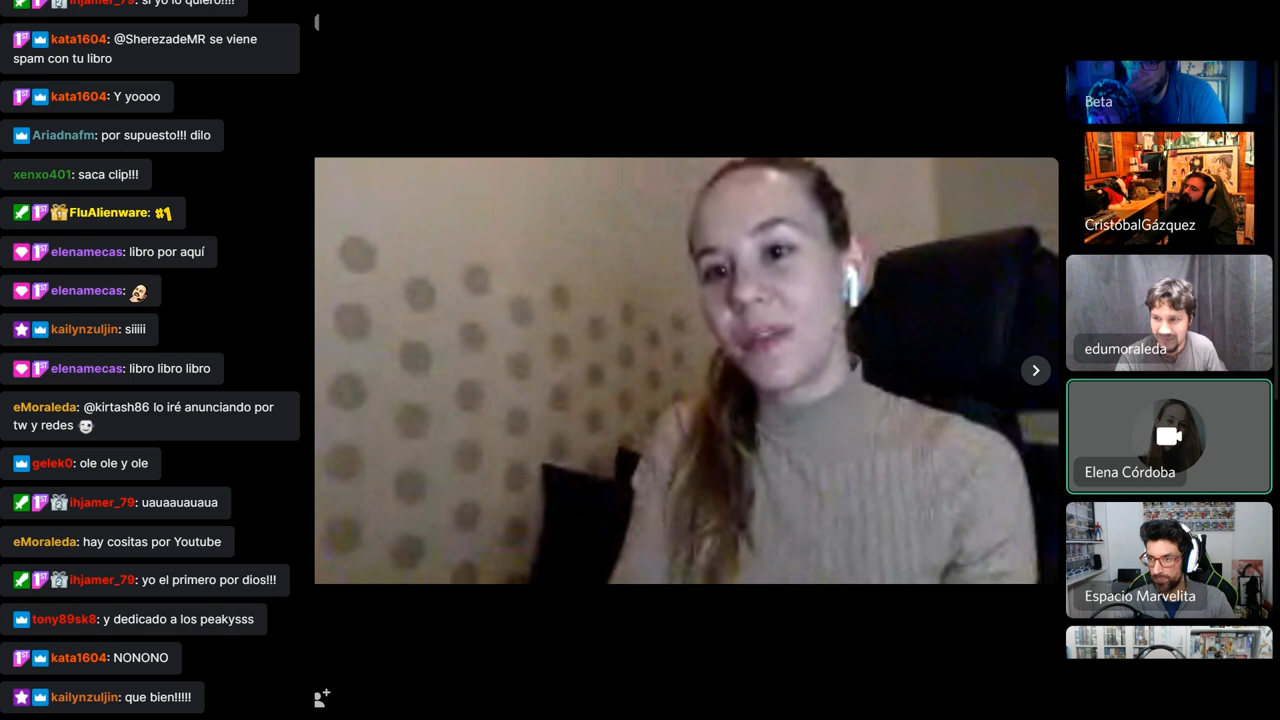 ihjamer_79: si yo lo quiero!!!!
kata1604: @SherezadeMR se viene
spam con tu libro
kata1604: Y yoooo
Ariadnafm: por supuesto!!! dilo
xenxo401: saca clip!!!
FluAlienware: #1
elenamecas: libro por aquí
elenamecas:
kailynzuljin: siiiii
elenamecas: libro libro libro
eMoraleda: @kirtash86 lo iré anunciando por
tw y redes
gelek0: ole ole y ole
ihjamer_79: uauaauauaua
eMoraleda: hay cositas por Youtube
ihjamer_79: yo el primero por dios!!!
tony89sk8: y dedicado a los peakysss
kata1604: NONONO
kailynzuljin: que bien!!!!!
Beta
CristóbalGázquez
edumoraleda
Elena Córdoba
Espacio Marvelita